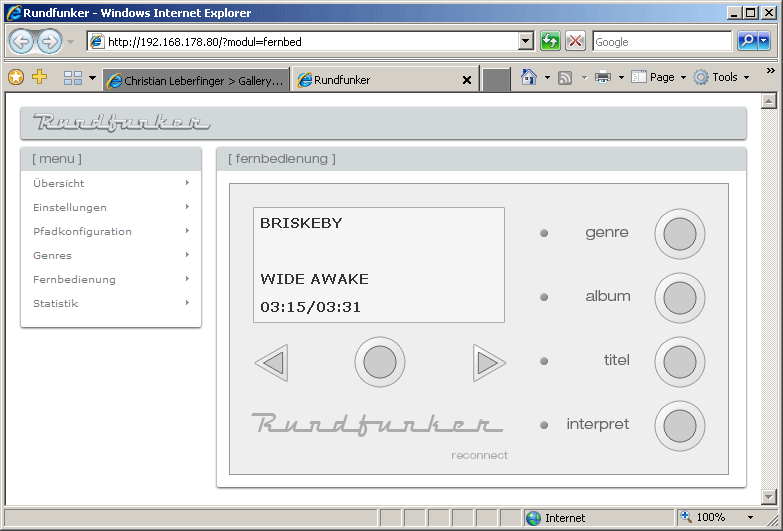 Rundfunker - Windows Internet Explorer
http://192.168.178.80/?modul=fernbed
Google
Christian Leberfinger > Gallery...
Rundfunker
Page
Tools
»
Rundfunker
[ menu ]
Übersicht
Einstellungen
Pfadkonfiguration
Genres
Fernbedienung
Statistik
[ fernbedienung ]
BRISKEBY
WIDE AWAKE
03:15/03:31
genre
album
titel
interpret
Rundfunker
reconnect
Internet
100%